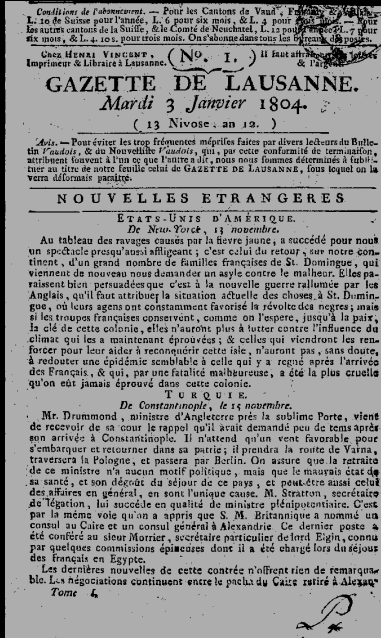 Conditions de l'abonnement. — Pour les Cantons de Vaud,
L. 10 de Suisse pour l'année, L. 6 pour six mois, & L. 4 pour mois. — Pour les
autres cantons de la Suisse, & le Comté de Neuchatel, L. 12 L. 7 pour
six mois, & L. 4. 10 s. pour trois mois. On s'abonne dans tous les bureaux des postes.
Chez HENRI VINCENT, Imprimeur & Libraire à Lausanne.
(No. 1.)
Il faut affranchir & l'argent.
GAZETTE DE LAUSANNE.
Mardi 3 Janvier 1804.
( 13 Nivose. an 12. )
Avis. — Pour éviter les trop fréquentes méprises faites par divers lecteurs du Bulle-
tin Vaudois, & du Nouvelliste Vaudois, qui, par cette conformité de termination,
attribuent souvent à l'un ce que l'autre a dit, nous nous sommes déterminés à substi-
tuer au titre de notre feuille celui de GAZETTE DE LAUSANNE, sous lequel on la
verra désormais paraître.
NOUVELLES ETRANGERES
ETATS-UNIS D'AMÉRIQUE.
De New-Yorck, 13 novembre.
Au tableau des ravages causés par la fievre jaune, a succédé pour nous
un spectacle presqu'aussi affligeant ; c'est celui du retour, sur notre con-
tinent, d'un grand nombre de familles françaises de St. Domingue, qui
viennent de nouveau nous demander un asyle contre le malheur. Elles pa-
raissent bien persuadées que c'est à la nouvelle guerre rallumée par les
Anglais, qu'il faut attribuer la situation actuelle des choses à St. Domin-
gue, où leurs agens ont constamment favorisé la révolte des negres ; mais
si les troupes françaises conservent, comme on l'espere, jusqu'à la paix,
la clé de cette colonie, elles n'auront plus à lutter contre l'influence du
climat qui les a maintenant éprouvées ; & celles qui viendront les ren-
forcer pour leur aider à reconquérir cette isle, n'auront pas, sans doute,
à redouter une épidémie semblable à celle qui y a regné après l'arrivée
des Français, & qui, par une fatalité malheureuse, a été la plus cruelle
qu'on eût jamais éprouvé dans cette colonie.
TURQUIE.
De Constantinople, le 15 novembre.
Mr. Drummond, ministre d'Angleterre près la sublime Porte, vient
de recevoir de sa cour le rappel qu'il avait demandé peu de tems après
son arrivée à Constantinople. Il n'attend qu'un vent favorable pour
s'embarquer et retourner dans sa patrie ; il prendra la route de Varna,
traversera la Pologne, et passera par Berlin. On assure que la retraite
de ce ministre n'a aucun motif politique, mais que le mauvais état de
sa santé, et son dégoût du séjour de ce pays, et peut-être aussi celui
des affaires en général, en sont l'unique cause. M. Stratton, secrétaire
de légation, lui succede en qualité de ministre plénipotentiaire. C'est
par la même voie qu'on a appris que S. M. Britannique a nommé un
consul au Caire et un consul général à Alexandrie. Ce dernier poste a
été conféré au sieur Morrier, secrétaire particulier de lord Elgin, connu
par quelques commissions épineuses dont il a été chargé lors du séjour
des français en Egypte.
Les dernieres nouvelles de cette contrée n'offrent rien de remarqua-
ble. Les négociations continuent entre le pacha du Caire retiré à Alexan-
Tome I.